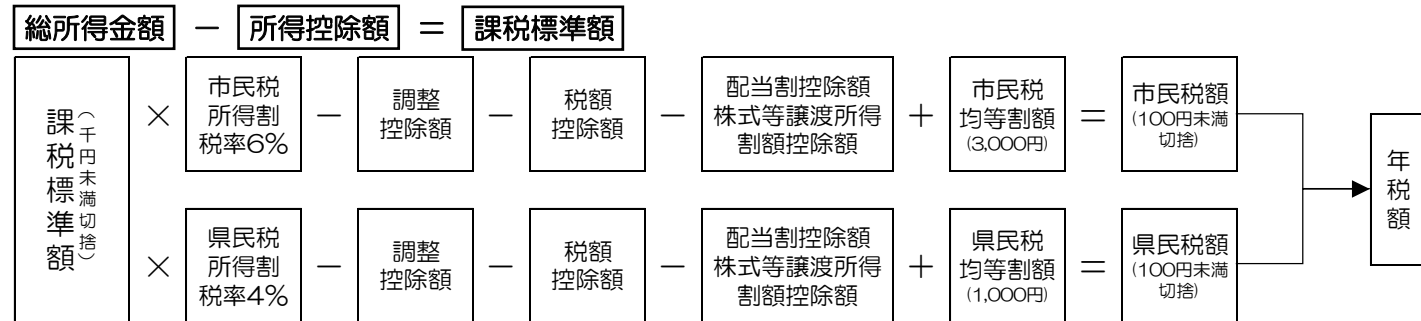 総所得金額 － 所得控除額 ＝ 課税標準額
課税標準額
（千円未満切捨）
×
市民税
所得割
税率6%
－
調整
控除額
－
税額
控除額
－
配当割控除額
株式等譲渡所得
割額控除額
＋
市民税
均等割額
(3,000円)
＝
市民税額
(100円未満
切捨)
×
県民税
所得割
税率4%
－
調整
控除額
－
税額
控除額
－
配当割控除額
株式等譲渡所得
割額控除額
＋
県民税
均等割額
(1,000円)
＝
県民税額
(100円未満
切捨)
年税額